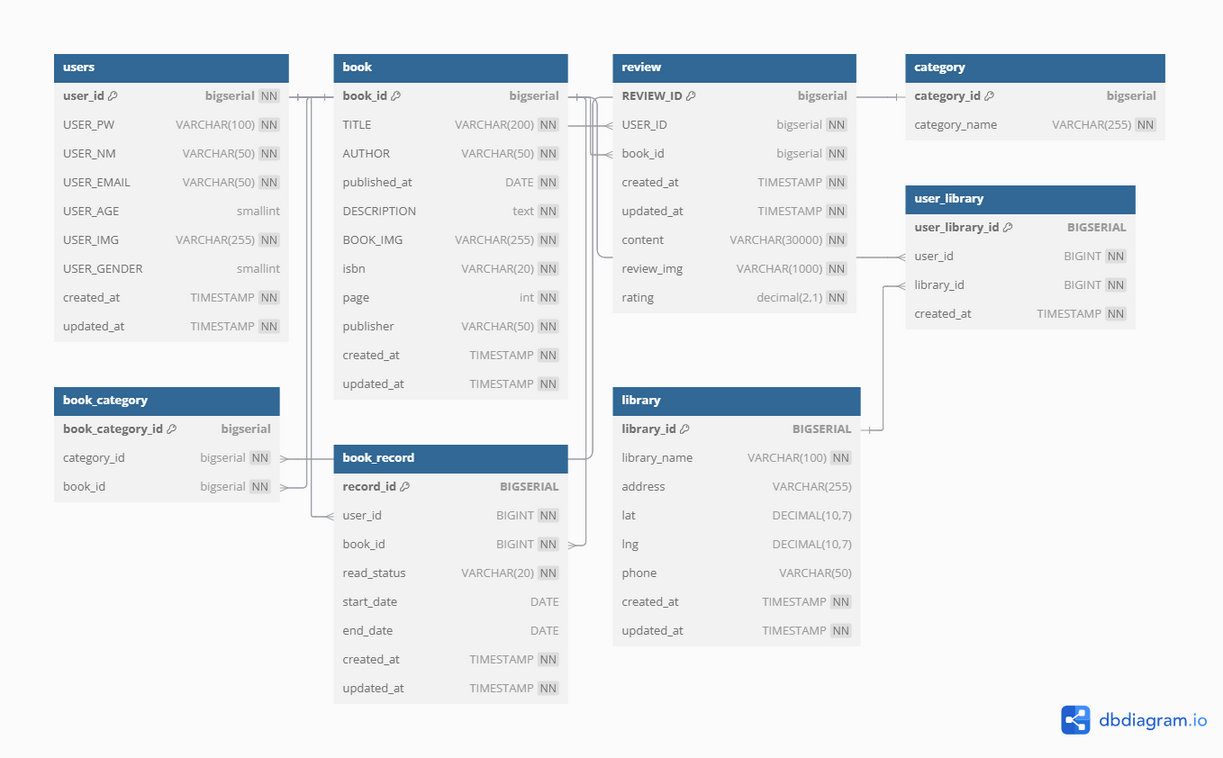 users
user_id bigserial NN
USER_PW VARCHAR(100) NN
USER_NM VARCHAR(50) NN
USER_EMAIL VARCHAR(50) NN
USER_AGE smallint
USER_IMG VARCHAR(255) NN
USER_GENDER smallint
created_at TIMESTAMP NN
updated_at TIMESTAMP NN
book
book_id bigserial
TITLE VARCHAR(200) NN
AUTHOR VARCHAR(50) NN
published_at DATE NN
DESCRIPTION text NN
BOOK_IMG VARCHAR(255) NN
isbn VARCHAR(20) NN
page int NN
publisher VARCHAR(50) NN
created_at TIMESTAMP NN
updated_at TIMESTAMP NN
review
REVIEW_ID bigserial
USER_ID bigserial NN
book_id bigserial NN
created_at TIMESTAMP NN
updated_at TIMESTAMP NN
content VARCHAR(30000) NN
review_img VARCHAR(1000) NN
rating decimal(2,1) NN
category
category_id bigserial
category_name VARCHAR(255) NN
user_library
user_library_id BIGSERIAL
user_id BIGINT NN
library_id BIGINT NN
created_at TIMESTAMP NN
book_category
book_category_id bigserial
category_id bigserial NN
book_id bigserial NN
book_record
record_id BIGSERIAL
user_id BIGINT NN
book_id BIGINT NN
read_status VARCHAR(20) NN
start_date DATE
end_date DATE
created_at TIMESTAMP NN
updated_at TIMESTAMP NN
library
library_id BIGSERIAL
library_name VARCHAR(100) NN
address VARCHAR(255)
lat DECIMAL(10,7)
lng DECIMAL(10,7)
phone VARCHAR(50)
created_at TIMESTAMP NN
updated_at TIMESTAMP NN
dbdiagram.io